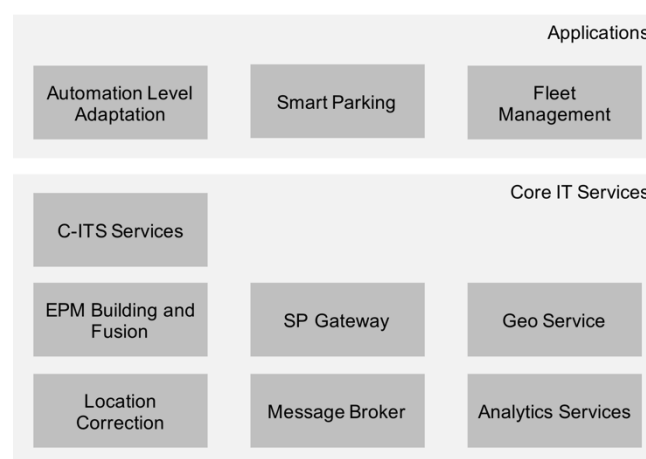 Applications
Automation Level
Adaptation
Smart Parking
Fleet
Management
Core IT Services
C-ITS Services
EPM Building and
Fusion
SP Gateway
Geo Service
Location
Correction
Message Broker
Analytics Services